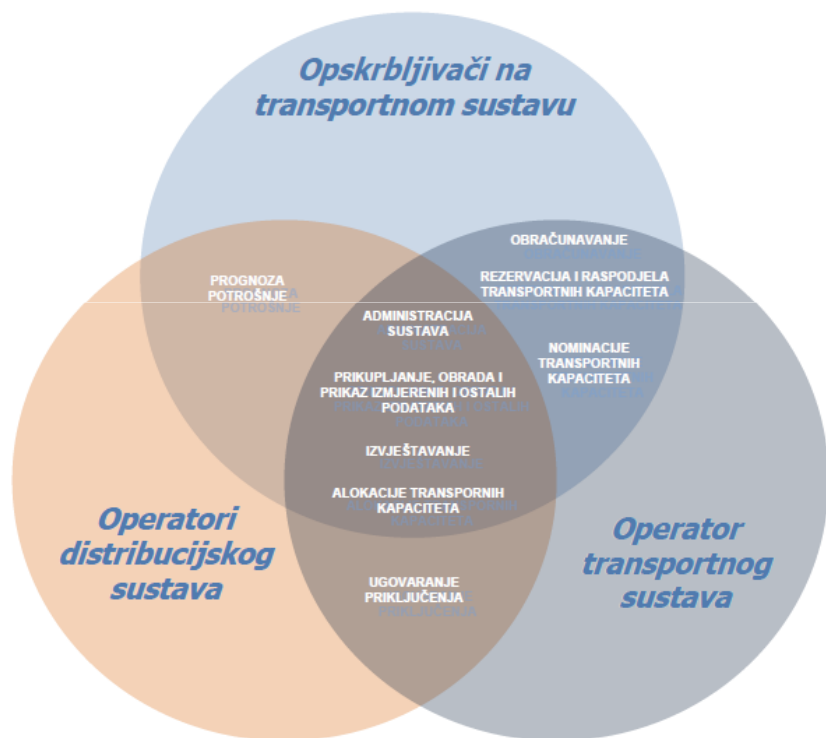 Opskrbljivači na
transportnom sustavu
OBRAČUNAVANJE
REZERVACIJA I RASPODJELA
TRANSPORTNIH KAPACITETA
PROGNOZA
POTROŠNJE
ADMINISTRACIJA
SUSTAVA
NOMINACIJE
TRANSPORTNIH
KAPACITETA
PRIKUPLJANJE, OBRADA I
PRIKAZ IZMJERENIH I OSTALIH
PODATAKA
IZVJEŠTAVANJE
ALOKACIJE TRANSPORNIH
KAPACITETA
Operatori
distribucijskog
sustava
Operator
transportnog
sustava
UGOVARANJE
PRIKLJUČENJA